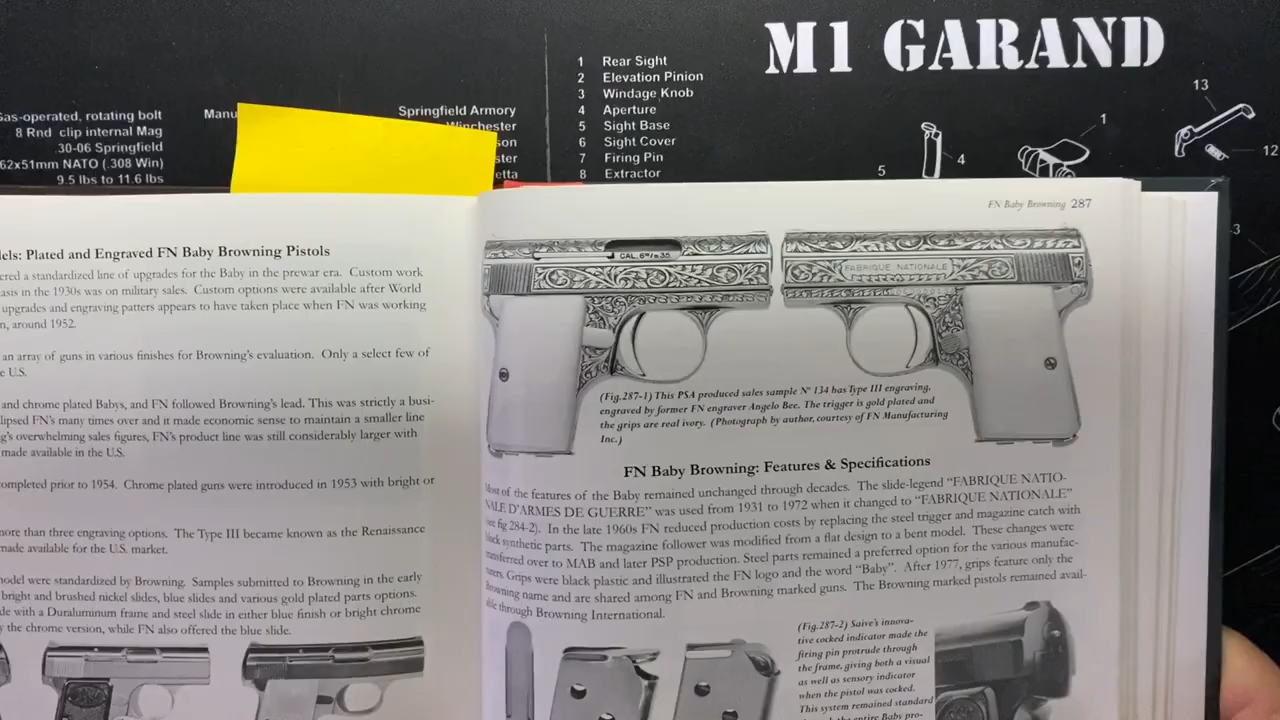 M1 GARAND
Gas-operated, rotating bolt
8 Rnd clip internal Mag
.30-06 Springfield
62x51mm NATO (.308 Win)
9.5 lbs to 11.6 lbs
Manu
Springfield Armory
Winchester
son
ster
etta
1 Rear Sight
2 Elevation Pinion
3 Windage Knob
4 Aperture
5 Sight Base
6 Sight Cover
7 Firing Pin
8 Extractor
13
1
12
5
4
3
els: Plated and Engraved FN Baby Browning Pistols
ered a standardized line of upgrades for the Baby in the prewar era. Custom work
asis in the 1930s was on military sales. Custom options were available after World
upgrades and engraving patters appears to have taken place when FN was working
n, around 1952.
an array of guns in various finishes for Browning's evaluation. Only a select few of
e U.S.
and chrome plated Babys, and FN followed Browning's lead. This was strictly a busi-
lipsed FN's many times over and it made economic sense to maintain a smaller line
g's overwhelming sales figures, FN's product line was still considerably larger with
made available in the U.S.
completed prior to 1954. Chrome plated guns were introduced in 1953 with bright or
more than three engraving options. The Type III became known as the Renaissance
made available for the U.S. market.
model were standardized by Browning. Samples submitted to Browning in the early
bright and brushed nickel slides, blue slides and various gold plated parts options.
de with a Duraluminum frame and steel slide in either blue finish or bright chrome
y the chrome version, while FN also offered the blue slide.
FN Baby Browning 287
CAL. 6m/m 35
FABRIQUE NATIONALE
(Fig.287-1) This PSA produced sales sample Nº 134 has Type III engraving,
engraved by former FN engraver Angelo Bee. The trigger is gold plated and
the grips are real ivory. (Photograph by author, courtesy of FN Manufacturing
Inc.)
FN Baby Browning: Features & Specifications
Most of the features of the Baby remained unchanged through decades. The slide-legend "FABRIQUE NATIO-
NALE D'ARMES DE GUERRE" was used from 1931 to 1972 when it changed to "FABRIQUE NATIONALE"
(see fig 284-2). In the late 1960s FN reduced production costs by replacing the steel trigger and magazine catch with
black synthetic parts. The magazine follower was modified from a flat design to a bent model. These changes were
transferred over to MAB and later PSP production. Steel parts remained a preferred option for the various manufac-
turers. Grips were black plastic and illustrated the FN logo and the word "Baby". After 1977, grips feature only the
Browning name and are shared among FN and Browning marked guns. The Browning marked pistols remained avail-
able through Browning International.
(Fig.287-2) Saive's innova-
tive cocked indicator made the
firing pin protrude through
the frame, giving both a visual
as well as sensory indicator
when the pistol was cocked.
This system remained standard
the entire Baby pro-